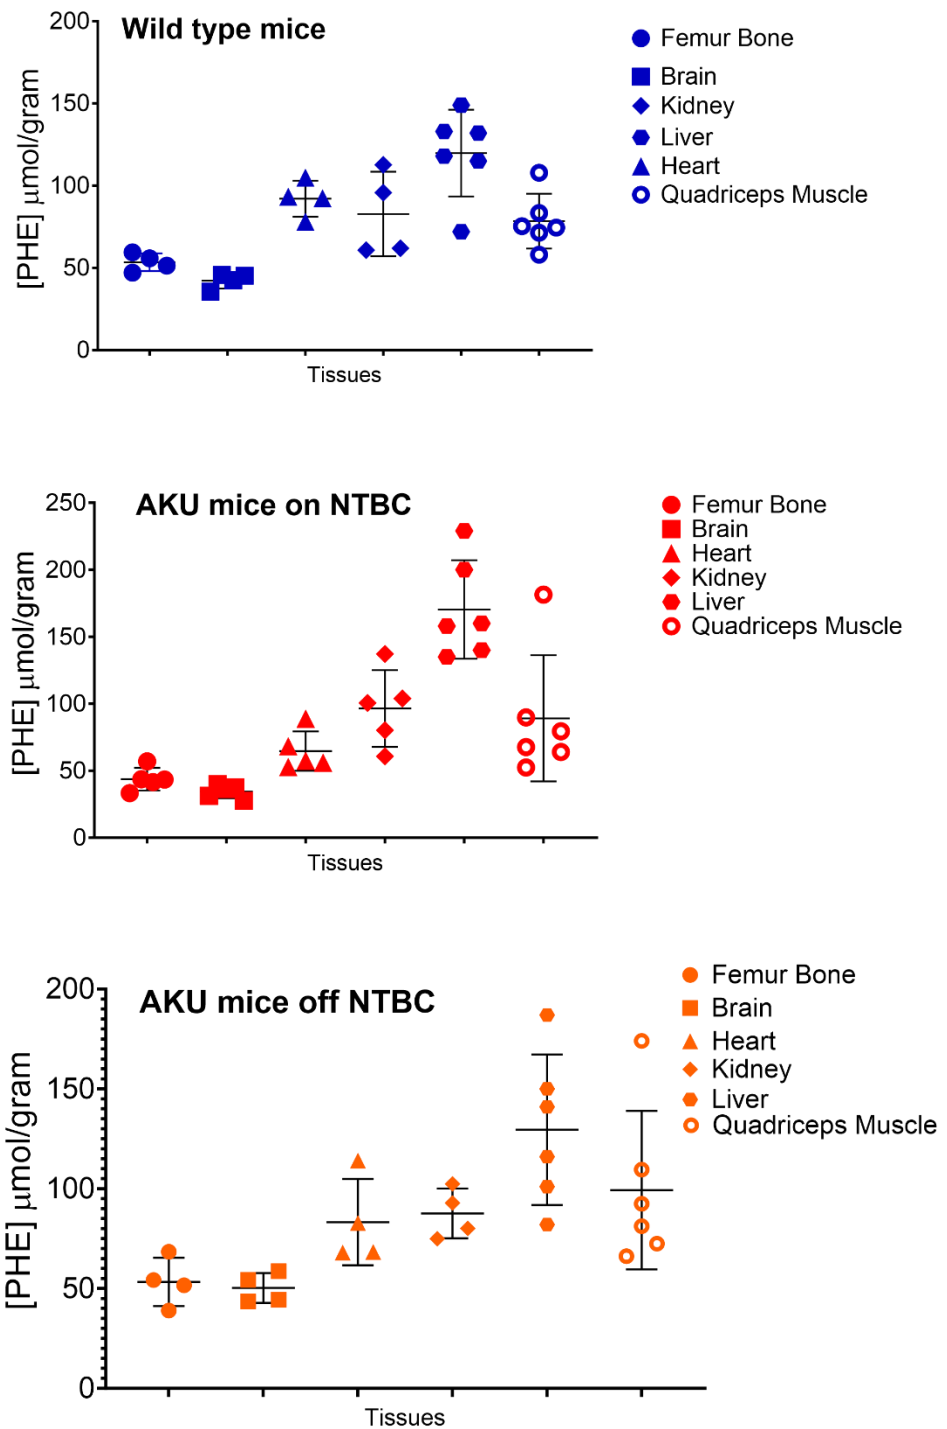 Wild type mice
[PHE] μmol/gram
200
150
100
50
0
Tissues
Femur Bone
Brain
Kidney
Liver
Heart
Quadriceps Muscle
AKU mice on NTBC
[PHE] μmol/gram
250
200
150
100
50
0
Tissues
Femur Bone
Brain
Heart
Kidney
Liver
Quadriceps Muscle
AKU mice off NTBC
[PHE] μmol/gram
200
150
100
50
0
Tissues
Femur Bone
Brain
Heart
Kidney
Liver
Quadriceps Muscle